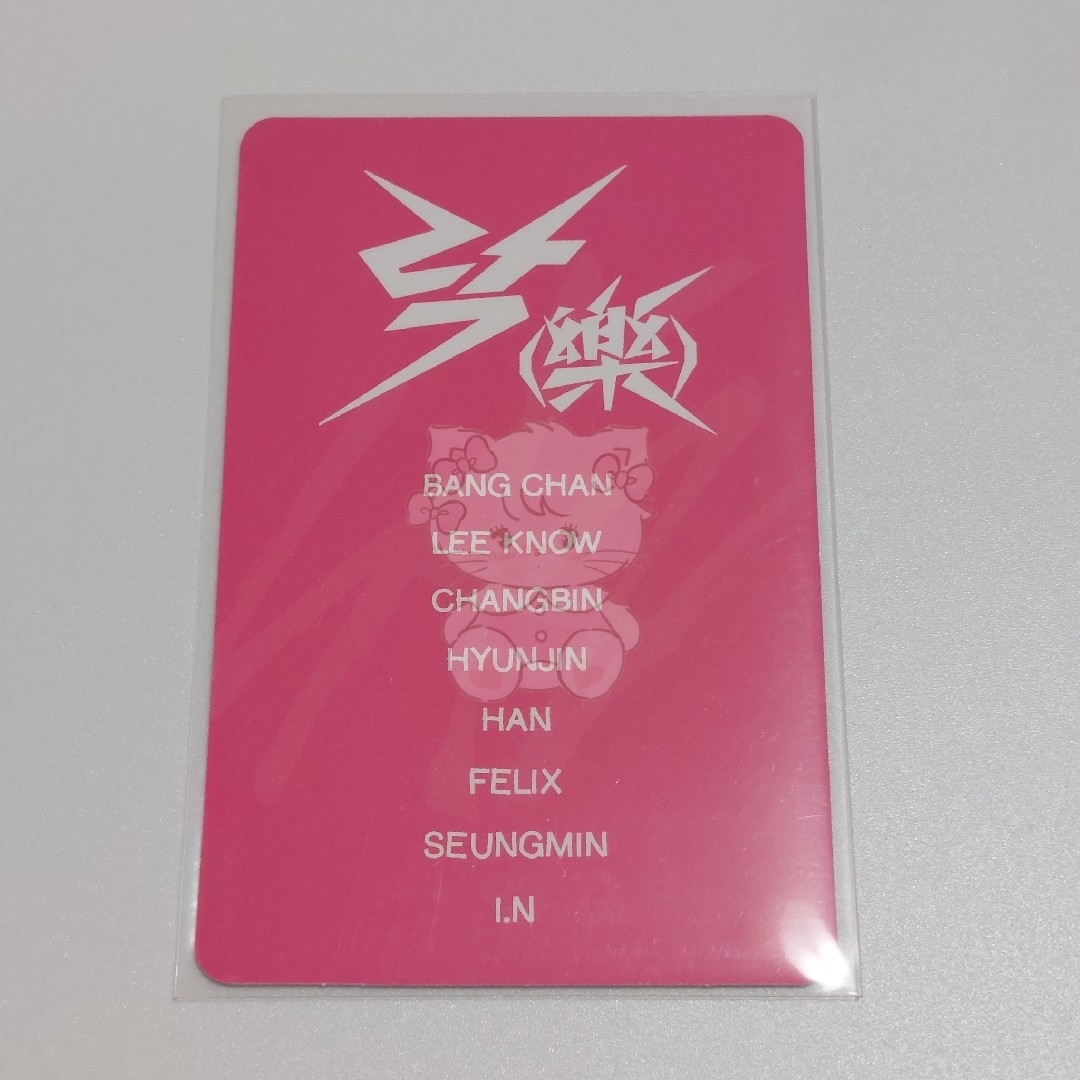 락
(樂)
BANG CHAN
LEE KNOW
CHANGBIN
HYUNJIN
HAN
FELIX
SEUNGMIN
I.N